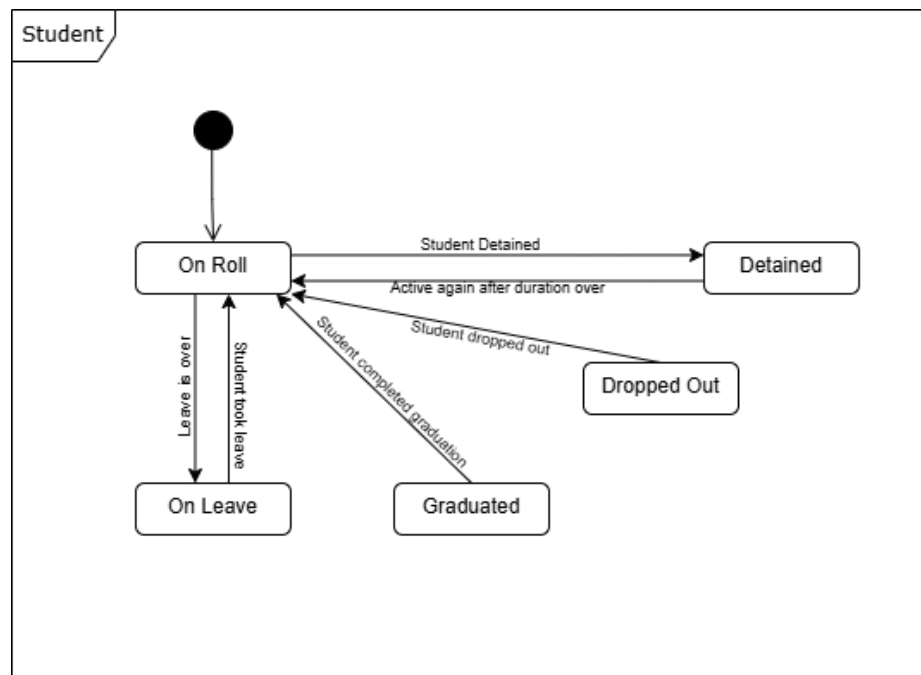 Student
On Roll
Student Detained
Detained
Active again after duration over
Student dropped out
Dropped Out
Student completed graduation
Leave is over
Student took leave
On Leave
Graduated